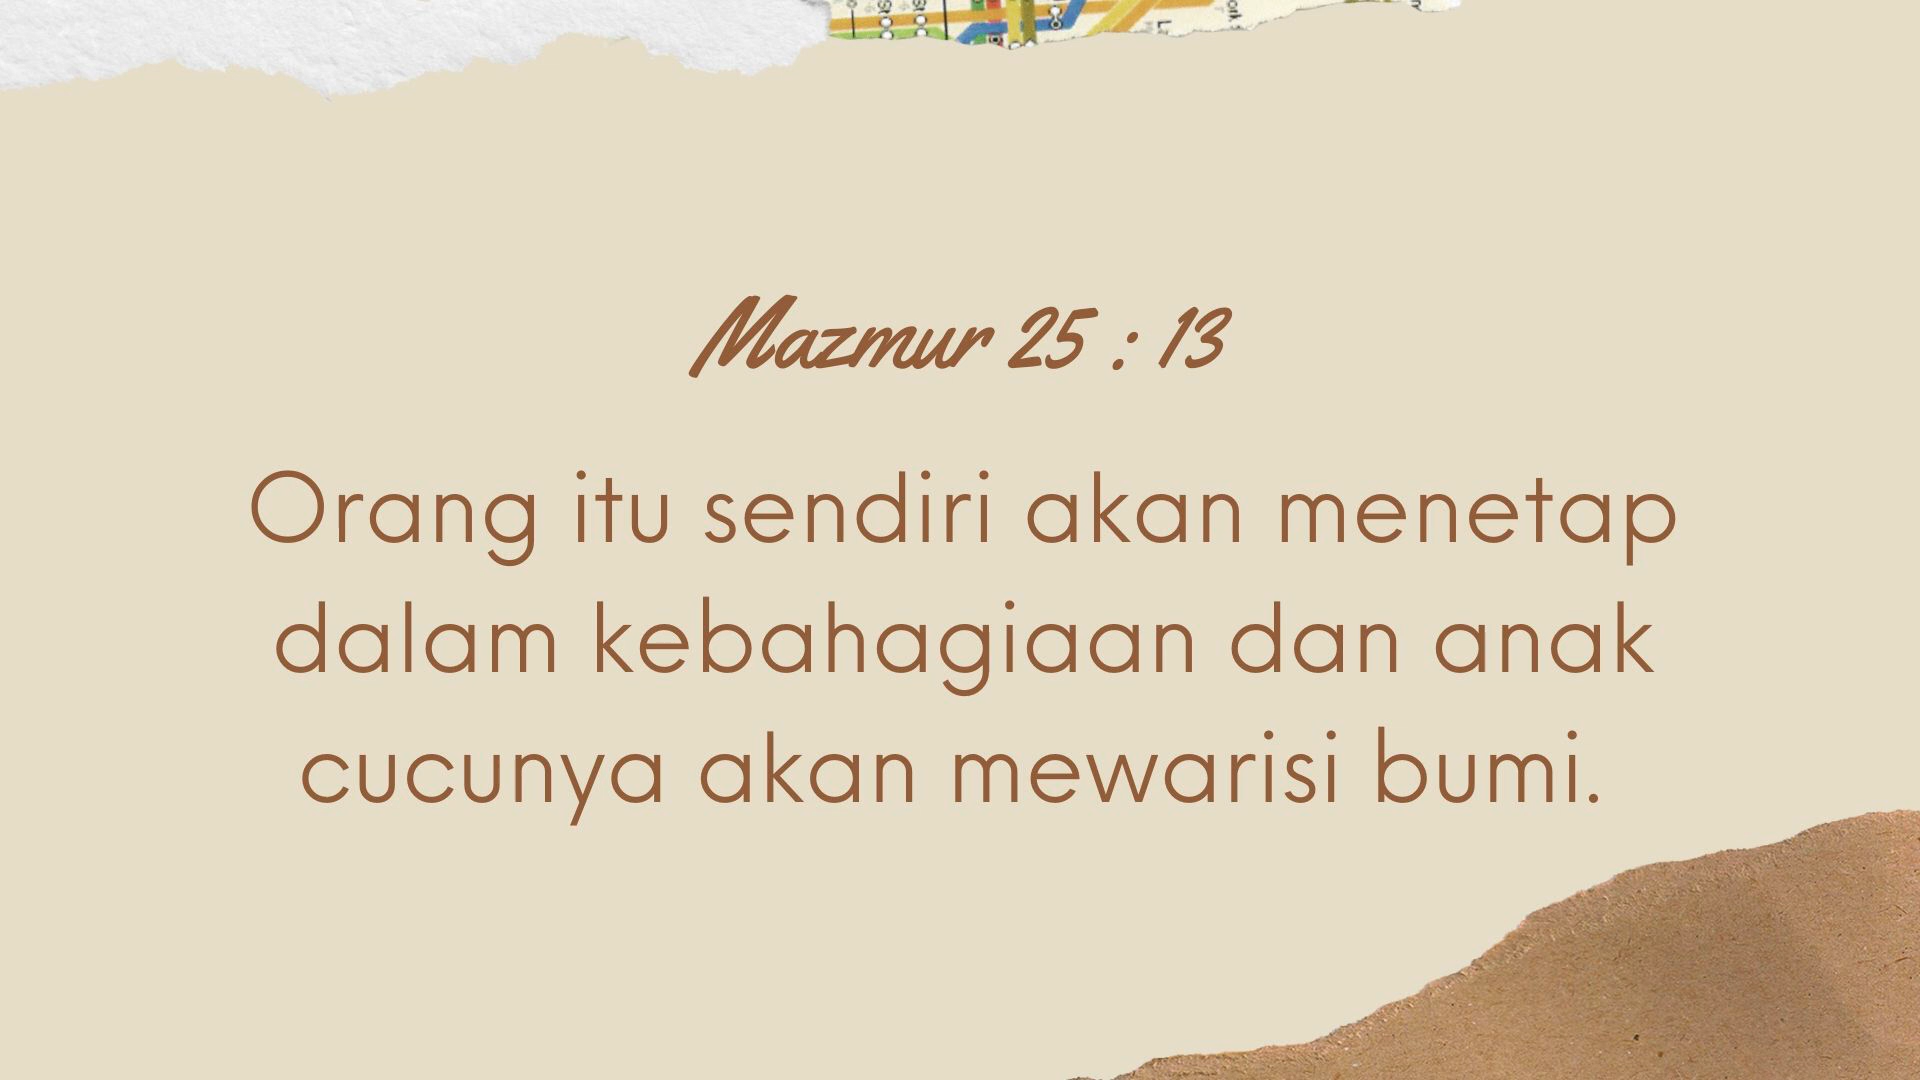 Mazmur 25 : 13
Orang itu sendiri akan menetap
dalam kebahagiaan dan anak
cucunya akan mewarisi bumi.